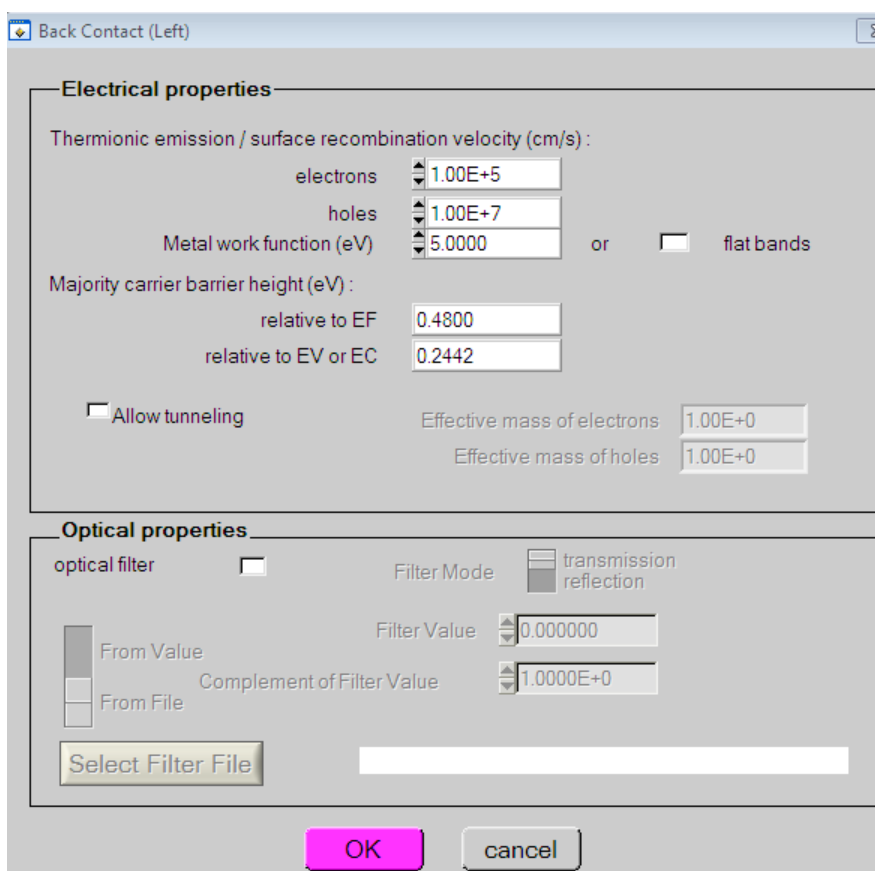 Back Contact (Left)
Electrical properties
Thermionic emission / surface recombination velocity (cm/s) :
electrons 1.00E+5
holes 1.00E+7
Metal work function (eV) 5.0000 or flat bands
Majority carrier barrier height (eV) :
relative to EF 0.4800
relative to EV or EC 0.2442
Allow tunneling Effective mass of electrons 1.00E+0
Effective mass of holes 1.00E+0
Optical properties
optical filter Filter Mode transmission
reflection
Filter Value 0.000000
From Value
Complement of Filter Value 1.0000E+0
From File
Select Filter File
OK cancel